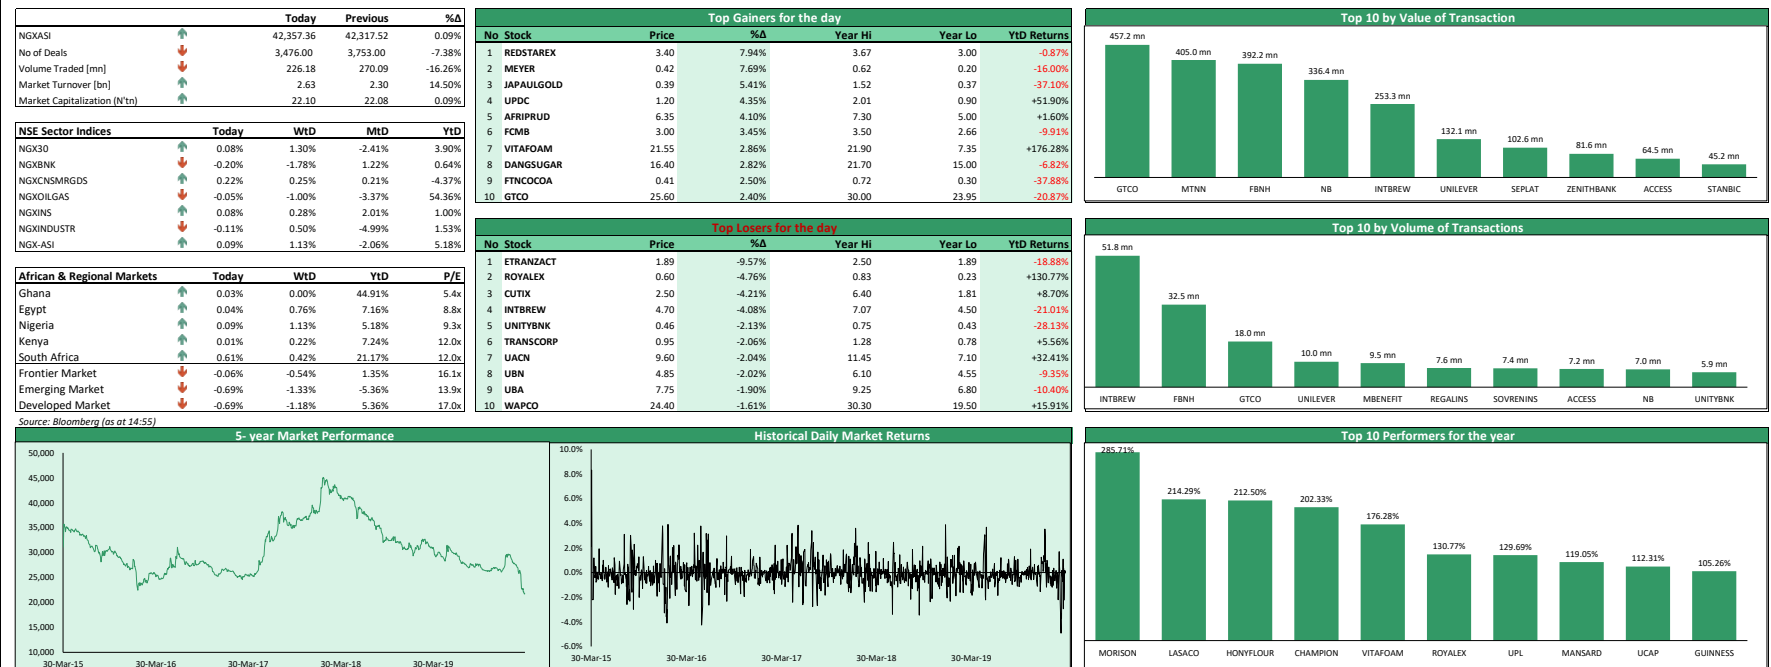 Today Previous %Δ
NGXASI 42,357.36 42,317.52 0.09%
No of Deals 3,476.00 3,753.00 -7.38%
Volume Traded [mn] 226.18 270.09 -16.26%
Market Turnover [bn] 2.63 2.30 14.50%
Market Capitalization (N'tn) 22.10 22.08 0.09%
NSE Sector Indices Today WtD MtD YtD
NGX30 0.08% 1.30% -2.41% 3.90%
NGXBNK -0.20% -1.78% 1.22% 0.64%
NGXCNSMRGDS 0.22% 0.25% 0.21% -4.37%
NGXOILGAS -0.05% -1.00% -3.37% 54.36%
NGXINS 0.08% 0.28% 2.01% 1.00%
NGXINDUSTR -0.11% 0.50% -4.99% 1.53%
NGX-ASI 0.09% 1.13% -2.06% 5.18%
African & Regional Markets Today WtD YtD P/E
Ghana 0.03% 0.00% 44.91% 5.4x
Egypt 0.04% 0.76% 7.16% 8.8x
Nigeria 0.09% 1.13% 5.18% 9.3x
Kenya 0.01% 0.22% 7.24% 12.0x
South Africa 0.61% 0.42% 21.17% 12.0x
Frontier Market -0.06% -0.54% 1.35% 16.1x
Emerging Market -0.69% -1.33% -5.36% 13.9x
Developed Market -0.69% -1.18% 5.36% 17.0x
Source: Bloomberg (as at 14:55)
Top Gainers for the day
No Stock Price %Δ Year Hi Year Lo YtD Returns
1 REDSTAREX 3.40 7.94% 3.67 3.00 -0.87%
2 MEYER 0.42 7.69% 0.62 0.20 -16.00%
3 JAPAULGOLD 0.39 5.41% 1.52 0.37 -37.10%
4 UPDC 1.20 4.35% 2.01 0.90 +51.90%
5 AFRIPRUD 6.35 4.10% 7.30 5.00 +1.60%
6 FCMB 3.00 3.45% 3.50 2.66 -9.91%
7 VITAFOAM 21.55 2.86% 21.90 7.35 +176.28%
8 DANGSUGAR 16.40 2.82% 21.70 15.00 -6.82%
9 FTNCOCOA 0.41 2.50% 0.72 0.30 -37.88%
10 GTCO 25.60 2.40% 30.00 23.95 -20.87%
Top Losers for the day
No Stock Price %Δ Year Hi Year Lo YtD Returns
1 ETRANZACT 1.89 -9.57% 2.50 1.89 -18.88%
2 ROYALEX 0.60 -4.76% 0.83 0.23 +130.77%
3 CUTIX 2.50 -4.21% 6.40 1.81 +8.70%
4 INTBREW 4.70 -4.08% 7.07 4.50 -21.01%
5 UNITYBNK 0.46 -2.13% 0.75 0.43 -28.13%
6 TRANSCORP 0.95 -2.06% 1.28 0.78 +5.56%
7 UACN 9.60 -2.04% 11.45 7.10 +32.41%
8 UBN 4.85 -2.02% 6.10 4.55 -9.35%
9 UBA 7.75 -1.90% 9.25 6.80 -10.40%
10 WAPCO 24.40 -1.61% 30.30 19.50 +15.91%
Top 10 by Value of Transaction
457.2 mn 405.0 mn 392.2 mn 336.4 mn 253.3 mn 132.1 mn 102.6 mn 81.6 mn 64.5 mn 45.2 mn
GTCO MTNN FBNH NB INTBREW UNILEVER SEPLAT ZENITHBANK ACCESS STANBIC
Top 10 by Volume of Transactions
51.8 mn 32.5 mn 18.0 mn 10.0 mn 9.5 mn 7.6 mn 7.4 mn 7.2 mn 7.0 mn 5.9 mn
INTBREW FBNH GTCO UNILEVER MBENEFIT REGALINS SOVRENINS ACCESS NB UNITYBNK
5- year Market Performance
50,000
45,000
40,000
35,000
30,000
25,000
20,000
15,000
10,000
30-Mar-15 30-Mar-16 30-Mar-17 30-Mar-18 30-Mar-19
Historical Daily Market Returns
10.0%
8.0%
6.0%
4.0%
2.0%
0.0%
-2.0%
-4.0%
-6.0%
30-Mar-15 30-Mar-16 30-Mar-17 30-Mar-18 30-Mar-19
Top 10 Performers for the year
285.71% 214.29% 212.50% 202.33% 176.28% 130.77% 129.69% 119.05% 112.31% 105.26%
MORISON LASACO HONYFLOUR CHAMPION VITAFOAM ROYALEX UPL MANSARD UCAP GUINNESS